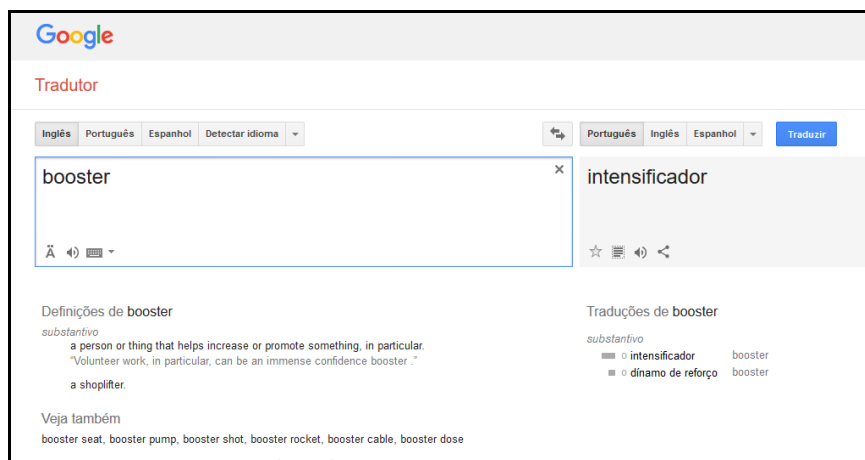 Google
Tradutor
Inglês Português Espanhol Detectar idioma Português Inglês Espanhol Traduzir
booster intensificador
Ä
Definições de booster
substantivo
a person or thing that helps increase or promote something, in particular.
"Volunteer work, in particular, can be an immense confidence booster ."
a shoplifter.
Veja também
booster seat, booster pump, booster shot, booster rocket, booster cable, booster dose
Traduções de booster
substantivo
o intensificador booster
o dínamo de reforço booster